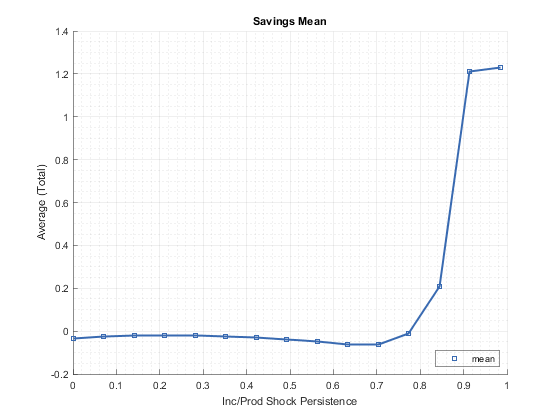 Savings Mean
1.4
1.2
1
0.8
0.6
0.4
0.2
0
-0.2
Average (Total)
0 0.1 0.2 0.3 0.4 0.5 0.6 0.7 0.8 0.9 1
Inc/Prod Shock Persistence
mean